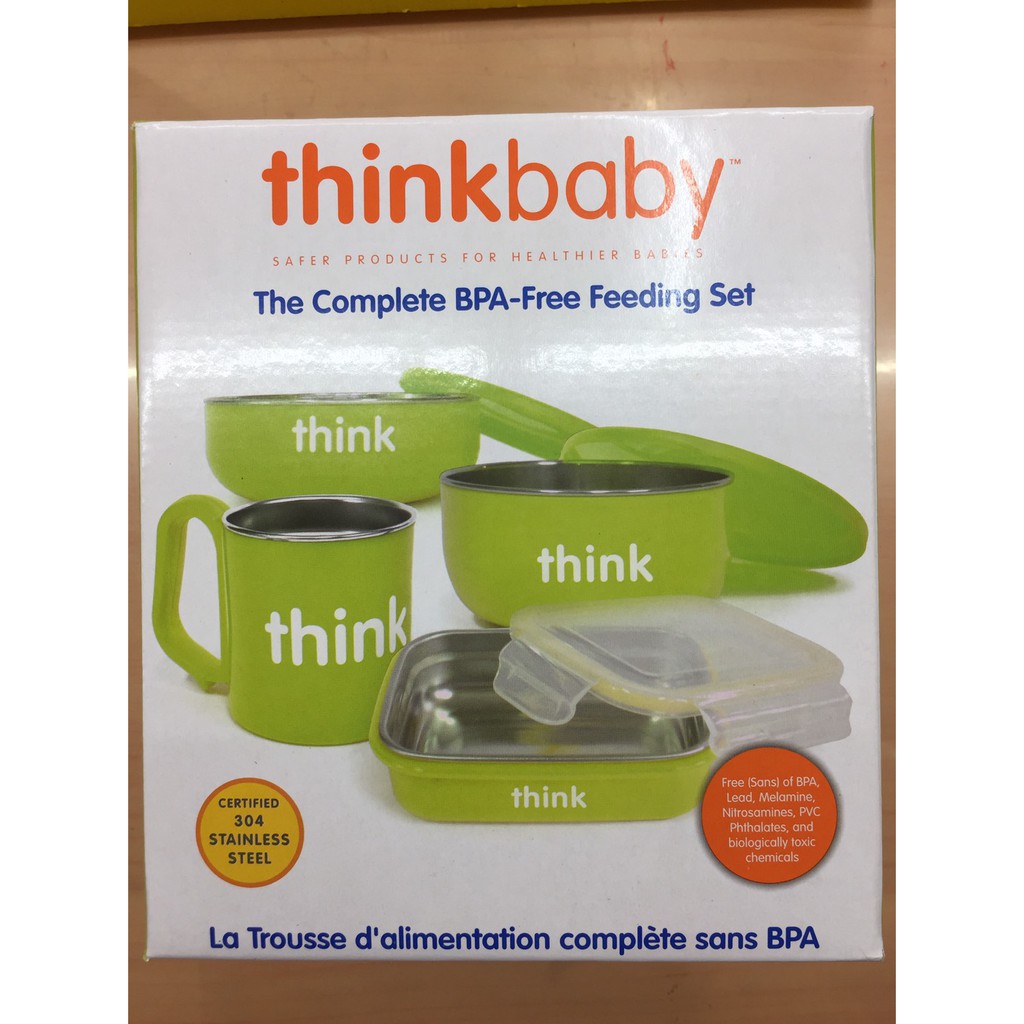 thinkbaby™
SAFER PRODUCTS FOR HEALTHIER BABIES
The Complete BPA-Free Feeding Set
think
think
think
think
CERTIFIED
304
STAINLESS
STEEL
Free (Sans) of BPA,
Lead, Melamine,
Nitrosamines, PVC
Phthalates, and
biologically toxic
chemicals
La Trousse d'alimentation complète sans BPA